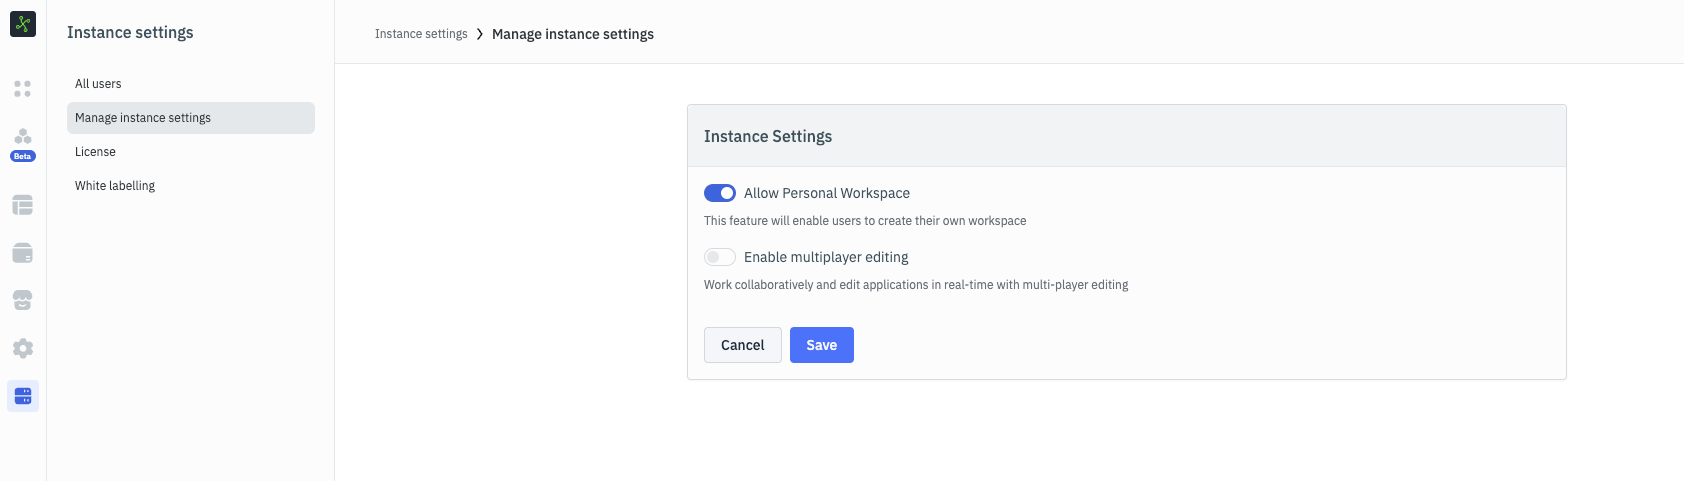 Instance settings
All users
Manage instance settings
License
White labelling
Beta
Instance settings > Manage instance settings
Instance Settings
Allow Personal Workspace
This feature will enable users to create their own workspace
Enable multiplayer editing
Work collaboratively and edit applications in real-time with multi-player editing
Cancel Save